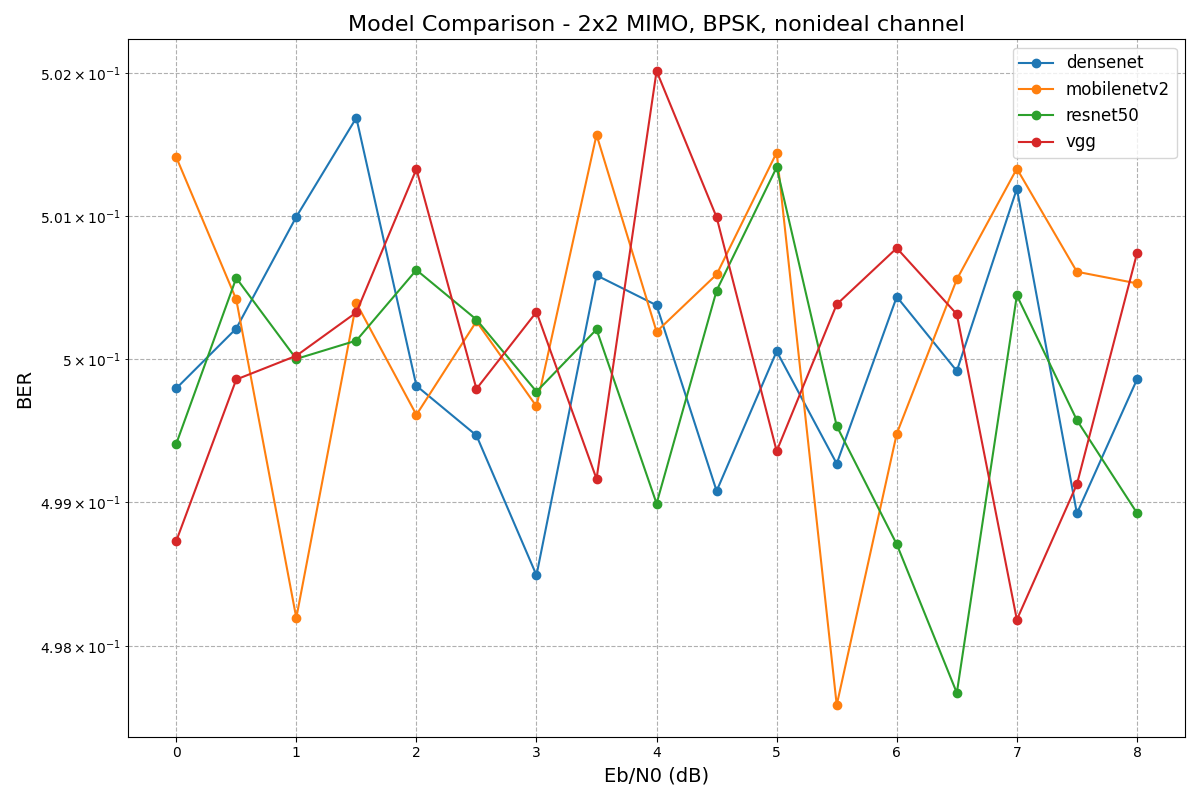 Model Comparison - 2x2 MIMO, BPSK, nonideal channel
densenet
mobilenetv2
resnet50
vgg
BER
5.02 × 10⁻¹
5.01 × 10⁻¹
5 × 10⁻¹
4.99 × 10⁻¹
4.98 × 10⁻¹
0 1 2 3 4 5 6 7 8
Eb/N0 (dB)